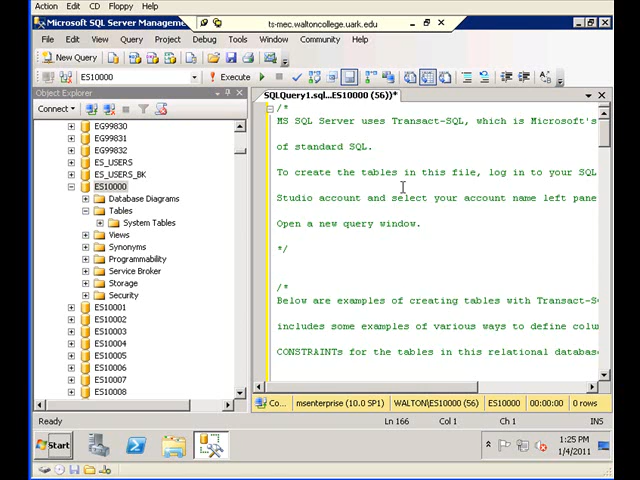 Action Edit CD Floppy Help
Microsoft SQL Server Manageme
ts-mec.waltoncollege.uark.edu
File Edit View Query Project Debug Tools Window Community Help
New Query
ES10000
Execute
Object Explorer
SQLQuery1.sql...ES10000 (56))*
Connect
EG99830
EG99831
EG99832
ES_USERS
ES_USERS_BK
ES10000
Database Diagrams
Tables
System Tables
Views
Synonyms
Programmability
Service Broker
Storage
Security
ES10001
ES10002
ES10003
ES10004
ES10005
ES10006
ES10007
ES10008
/*
MS SQL Server uses Transact-SQL, which is Microsoft's
of standard SQL.
To create the tables in this file, log in to your SQL
Studio account and select your account name left pane
Open a new query window.
*/
/*
Below are examples of creating tables with Transact-S
includes some examples of various ways to define colu
CONSTRAINTs for the tables in this relational database
Co... msenterprise (10.0 SP1) WALTON\ES10000 (56) ES10000 00:00:00 0 rows
Ready Ln 166 Col 1 Ch 1 INS
Start
1:25 PM
1/4/2011